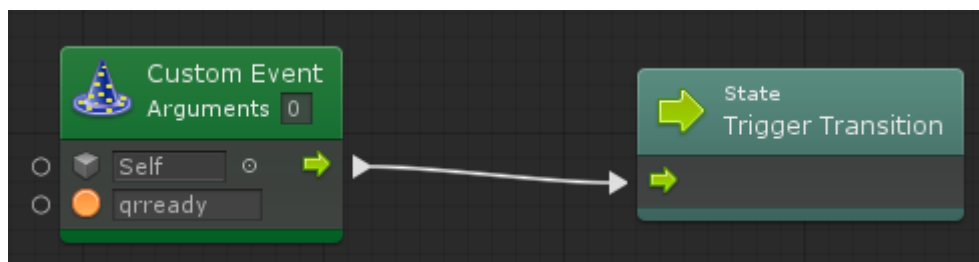 Custom Event
Arguments 0
Self
qrready
State
Trigger Transition